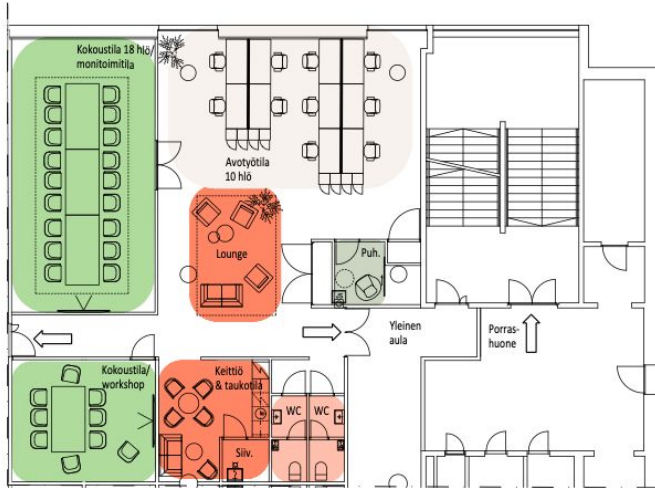 Kokoustila 18 hlö/
monitoimitila
Avotyötila
10 hlö
Lounge
Puh.
Yleinen
aula
Porras-
huone
Kokoustila/
workshop
Keittiö
& taukotila
WC
WC
Siiv.